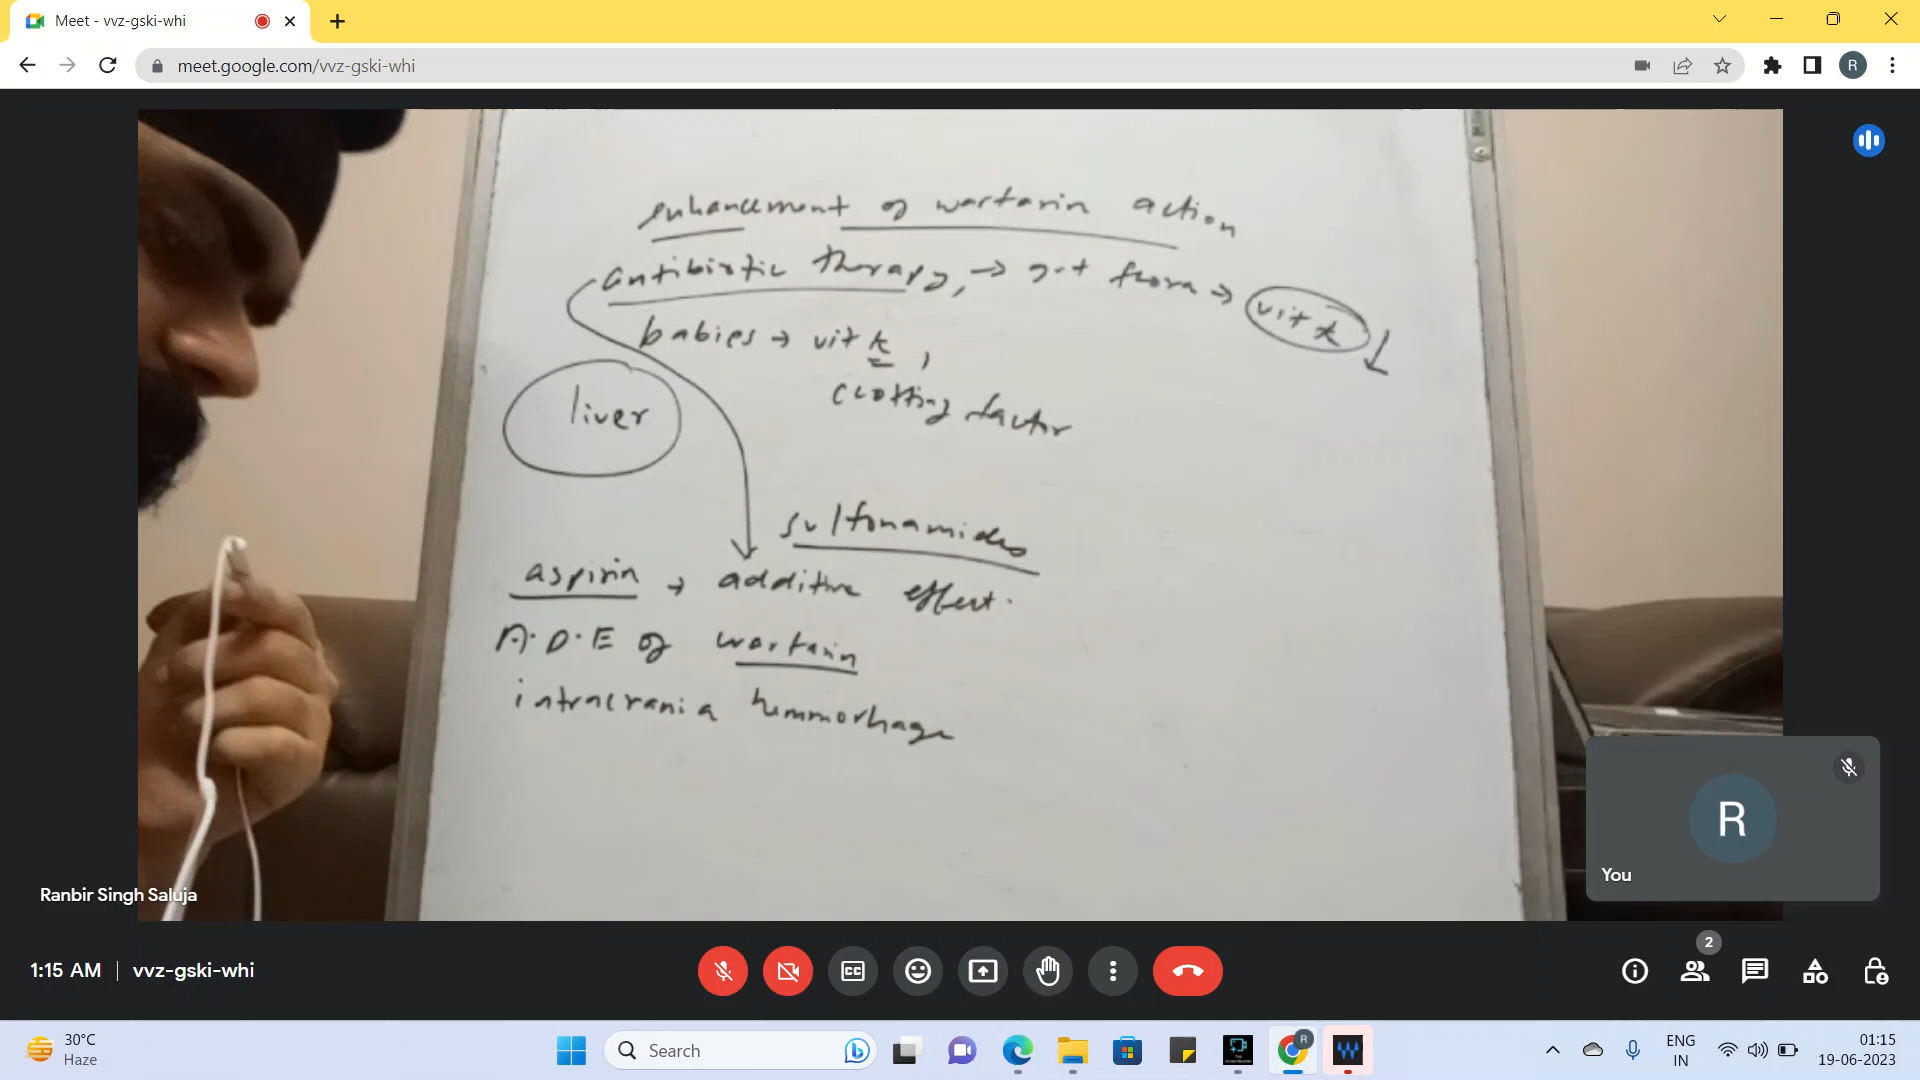 Meet - vvz-gski-whi
meet.google.com/vvz-gski-whi
R
enhancement of warfarin action
antibiotic therapy, → gut flora → vit k ↓
babies → vit k,
clotting factor
liver
sulfonamides
aspirin → additive effect.
A.D.E of warfarin
intracrania hemmorhage
R
You
Ranbir Singh Saluja
2
1:15 AM | vvz-gski-whi
CC
30°C
Haze
Search
R
ENG
IN
01:15
19-06-2023